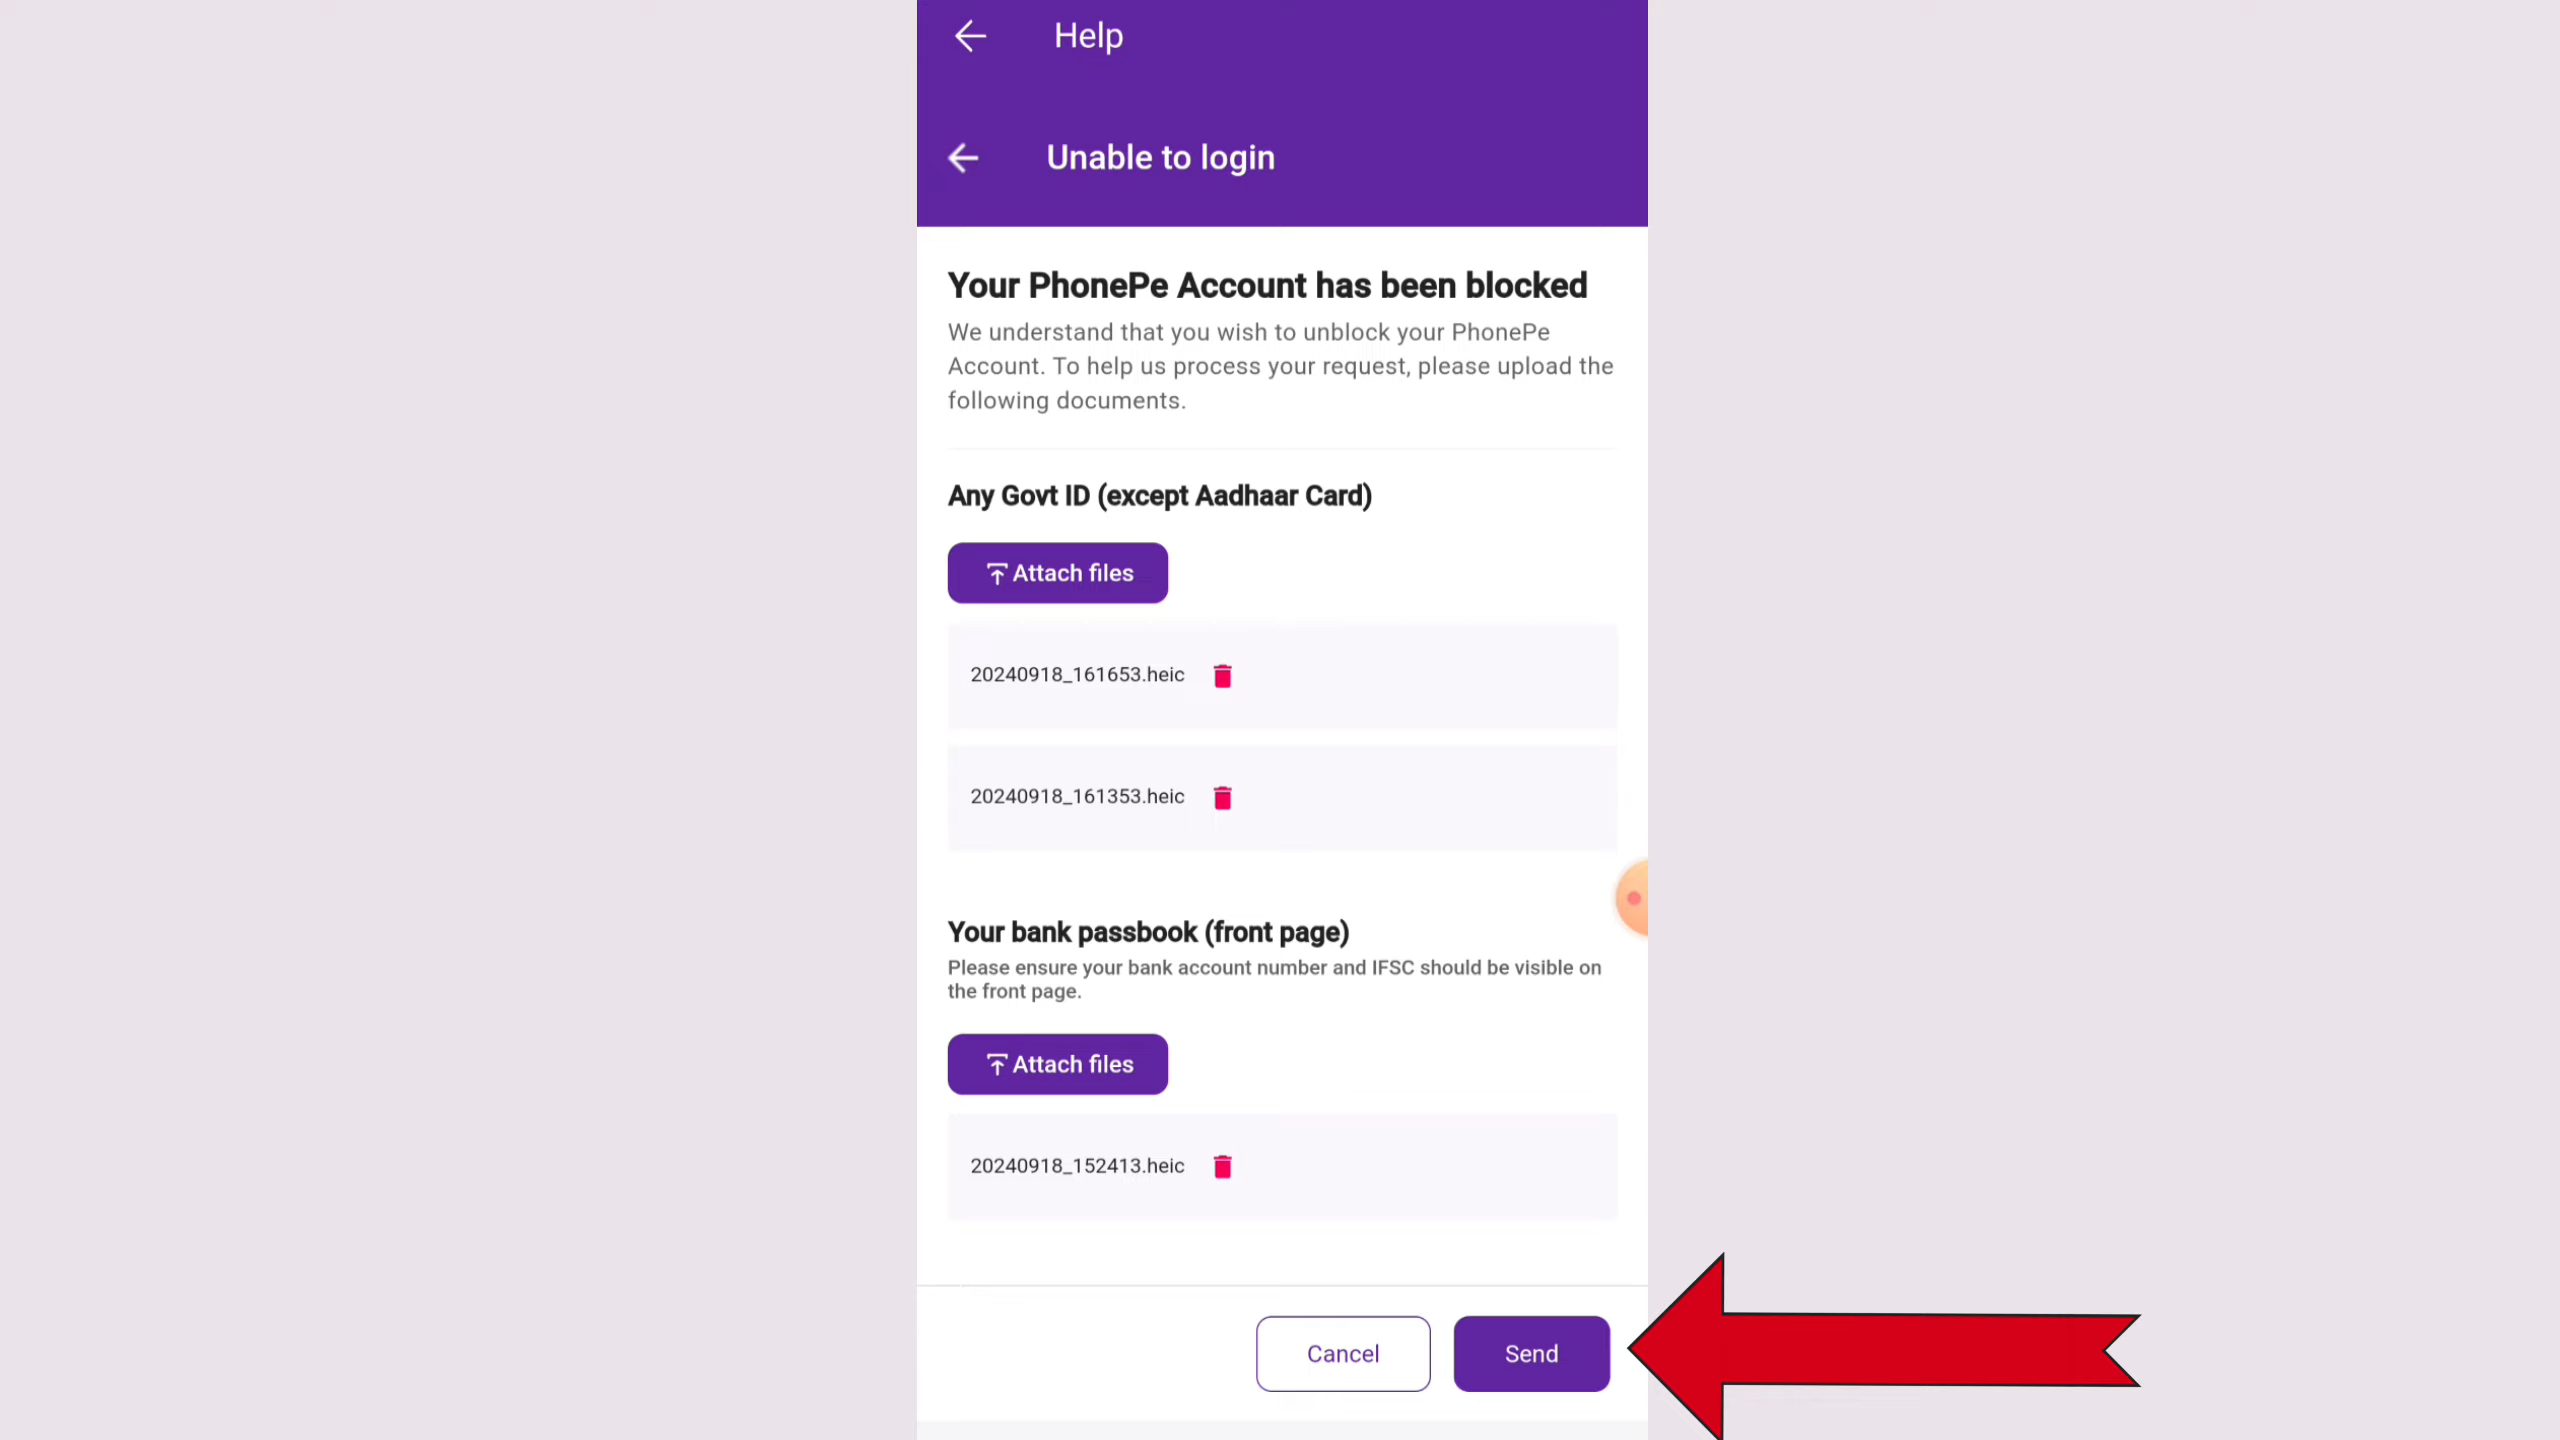 Help
Unable to login
Your PhonePe Account has been blocked
We understand that you wish to unblock your PhonePe
Account. To help us process your request, please upload the
following documents.
Any Govt ID (except Aadhaar Card)
Attach files
20240918_161653.heic
20240918_161353.heic
Your bank passbook (front page)
Please ensure your bank account number and IFSC should be visible on
the front page.
Attach files
20240918_152413.heic
Cancel
Send